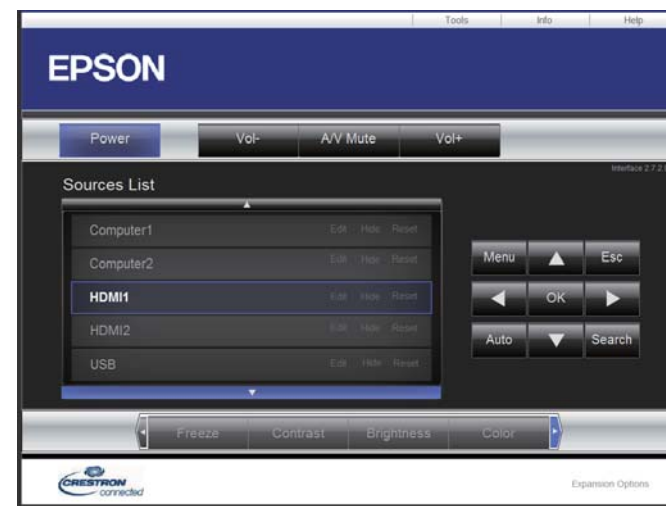 Tools Info Help
EPSON
Power Vol- A/V Mute Vol+
Interface 2.7.2
Sources List
Computer1 Edit Hide Reset
Computer2 Edit Hide Reset
HDMI1 Edit Hide Reset
HDMI2 Edit Hide Reset
USB Edit Hide Reset
Menu Esc
OK
Auto Search
Freeze Contrast Brightness Color
CRESTRON
connected
Expansion Options